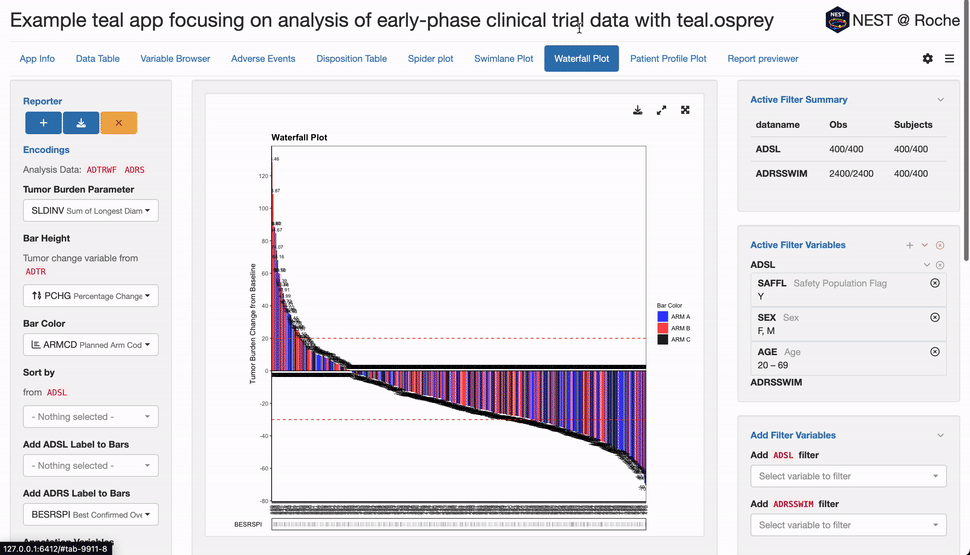 Example teal app focusing on analysis of early-phase clinical trial data with teal.osprey
NEST
NEST @ Roche
App Info
Data Table
Variable Browser
Adverse Events
Disposition Table
Spider plot
Swimlane Plot
Waterfall Plot
Patient Profile Plot
Report previewer
Reporter
Encodings
Analysis Data: ADTRWF ADRS
Tumor Burden Parameter
SLDINV Sum of Longest Diam
Bar Height
Tumor change variable from
ADTR
PCHG Percentage Change
Bar Color
ARMCD Planned Arm Cod
Sort by
from ADSL
- Nothing selected -
Add ADSL Label to Bars
- Nothing selected -
Add ADRS Label to Bars
BESRSPI Best Confirmed Ove
Annotation Variables
127.0.0.1:6412/#tab-9911-8
Waterfall Plot
Tumor Burden Change from Baseline
120
100
80
60
40
20
0
-20
-40
-60
-80
BESRSPI
Bar Color
ARM A
ARM B
ARM C
Active Filter Summary
dataname Obs Subjects
ADSL 400/400 400/400
ADRSSWIM 2400/2400 400/400
Active Filter Variables
ADSL
SAFFL Safety Population Flag
Y
SEX Sex
F, M
AGE Age
20 – 69
ADRSSWIM
Add Filter Variables
Add ADSL filter
Select variable to filter
Add ADRSSWIM filter
Select variable to filter